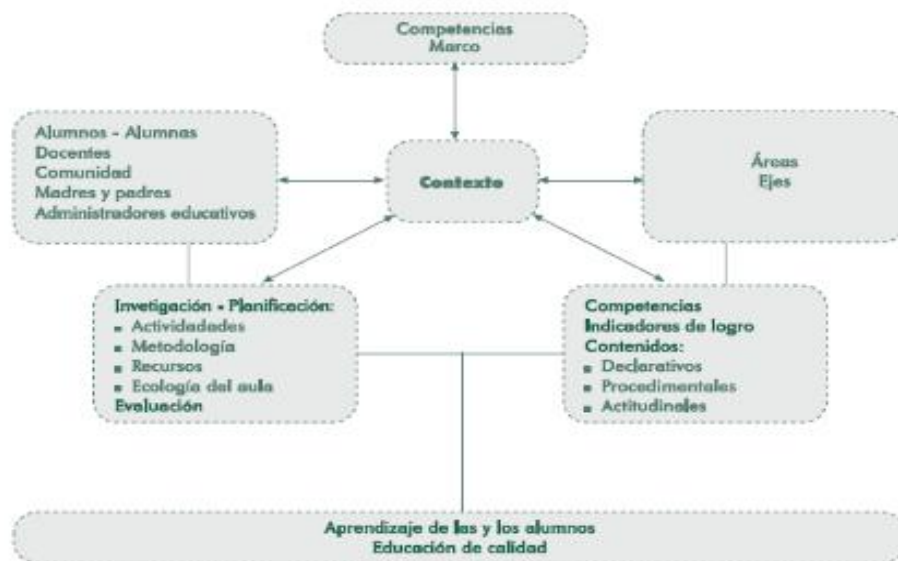 Competencias
Marco
Alumnos - Alumnas
Docentes
Comunidad
Madres y padres
Administradores educativos
Contexto
Áreas
Ejes
Invetigación - Planificación:
▪ Actividadades
▪ Metodología
▪ Recursos
▪ Ecología del aula
Evaluación
Competencias
Indicadores de logro
Contenidos:
▪ Declarativos
▪ Procedimentales
▪ Actitudinales
Aprendizaje de las y los alumnos
Educación de calidad